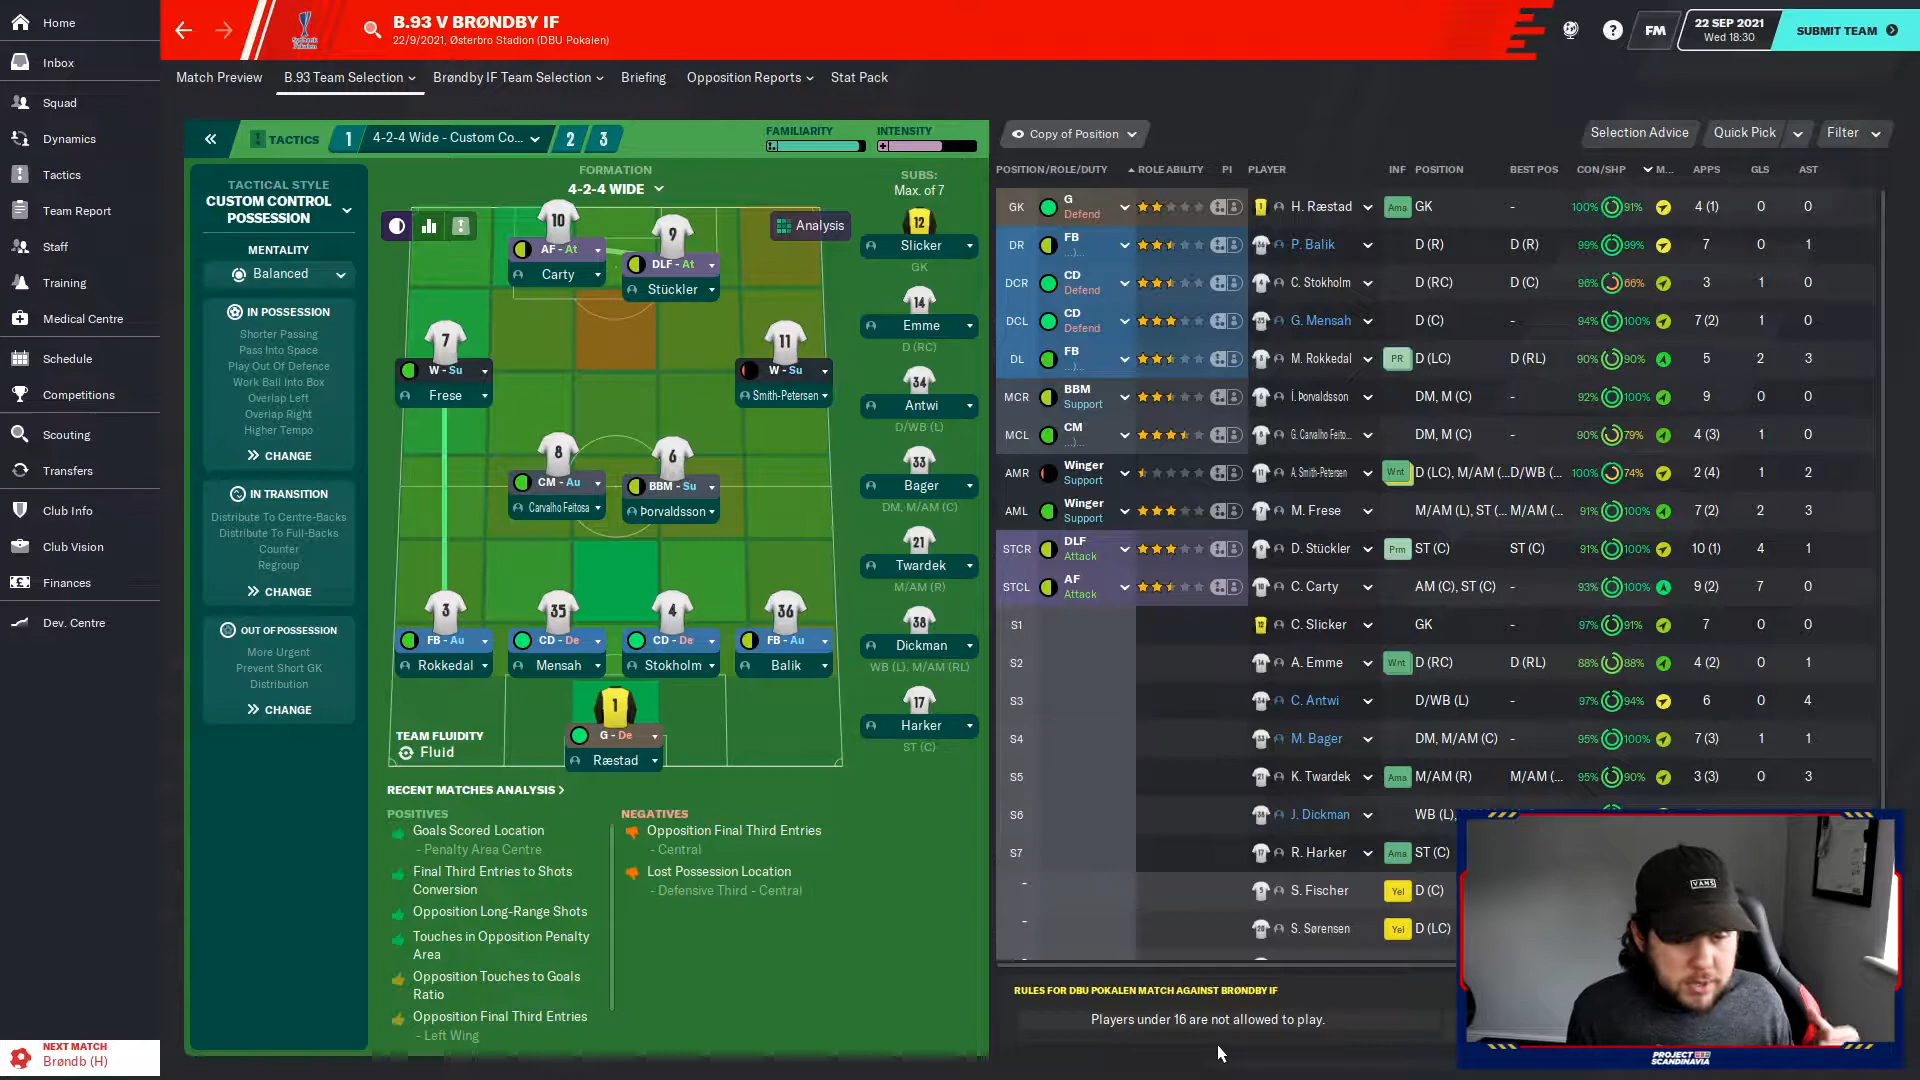 Home
Inbox
Squad
Dynamics
Tactics
Team Report
Staff
Training
Medical Centre
Schedule
Competitions
Scouting
Transfers
Club Info
Club Vision
Finances
Dev. Centre
NEXT MATCH
Brøndb (H)
B.93 V BRØNDBY IF
22/9/2021, Østerbro Stadion (DBU Pokalen)
FM
22 SEP 2021
Wed 18:30
SUBMIT TEAM
Match Preview
B.93 Team Selection
Brøndby IF Team Selection
Briefing
Opposition Reports
Stat Pack
TACTICS
1
4-2-4 Wide - Custom Co...
2
3
FAMILIARITY
INTENSITY
TACTICAL STYLE
CUSTOM CONTROL
POSSESSION
MENTALITY
Balanced
IN POSSESSION
Shorter Passing
Pass Into Space
Play Out Of Defence
Work Ball Into Box
Overlap Left
Overlap Right
Higher Tempo
CHANGE
IN TRANSITION
Distribute To Centre-Backs
Distribute To Full-Backs
Counter
Regroup
CHANGE
OUT OF POSSESSION
More Urgent
Prevent Short GK
Distribution
CHANGE
FORMATION
4-2-4 WIDE
Analysis
10
AF - At
Carty
9
DLF - At
Stückler
7
W - Su
Frese
11
W - Su
Smith-Petersen
8
CM - Au
Carvalho Feitosa
6
BBM - Su
Þorvaldsson
3
FB - Au
Rokkedal
35
CD - De
Mensah
4
CD - De
Stokholm
36
FB - Au
Balik
1
G - De
Ræstad
TEAM FLUIDITY
Fluid
SUBS:
Max. of 7
12
Slicker
GK
14
Emme
D (RC)
34
Antwi
D/WB (L)
33
Bager
DM, M/AM (C)
21
Twardek
M/AM (R)
38
Dickman
WB (L), M/AM (RL)
17
Harker
ST (C)
RECENT MATCHES ANALYSIS >
POSITIVES
Goals Scored Location
- Penalty Area Centre
Final Third Entries to Shots
Conversion
Opposition Long-Range Shots
Touches in Opposition Penalty
Area
Opposition Touches to Goals
Ratio
Opposition Final Third Entries
- Left Wing
NEGATIVES
Opposition Final Third Entries
- Central
Lost Possession Location
- Defensive Third - Central
Copy of Position
Selection Advice
Quick Pick
Filter
POSITION/ROLE/DUTY ROLE ABILITY PI PLAYER INF POSITION BEST POS CON/SHP M... APPS GLS AST
GK G Defend H. Ræstad Ama GK - 100% 91% 4 (1) 0 0
DR FB ...)... P. Balik D (R) D (R) 99% 99% 7 0 1
DCR CD Defend C. Stokholm D (RC) D (C) 96% 66% 3 1 0
DCL CD Defend G. Mensah D (C) - 94% 100% 7 (2) 1 0
DL FB ...)... M. Rokkedal PR D (LC) D (RL) 90% 90% 5 2 3
MCR BBM Support Í. Þorvaldsson DM, M (C) - 92% 100% 9 0 0
MCL CM ...)... G. Carvalho Feito... DM, M (C) - 90% 79% 4 (3) 1 0
AMR Winger Support A. Smith-Petersen Wnt D (LC), M/AM (... D/WB (... 100% 74% 2 (4) 1 2
AML Winger Support M. Frese M/AM (L), ST (... M/AM (... 91% 100% 7 (2) 2 3
STCR DLF Attack D. Stückler Prm ST (C) ST (C) 91% 100% 10 (1) 4 1
STCL AF Attack C. Carty AM (C), ST (C) - 93% 100% 9 (2) 7 0
S1 C. Slicker GK - 97% 91% 7 0 0
S2 A. Emme Wnt D (RC) D (RL) 88% 88% 4 (2) 0 1
S3 C. Antwi D/WB (L) - 97% 94% 6 0 4
S4 M. Bager DM, M/AM (C) - 95% 100% 7 (3) 1 1
S5 K. Twardek Ama M/AM (R) M/AM (... 95% 90% 3 (3) 0 3
S6 J. Dickman WB (L),
S7 R. Harker Ama ST (C)
- S. Fischer Yel D (C)
- S. Sørensen Yel D (LC)
RULES FOR DBU POKALEN MATCH AGAINST BRØNDBY IF
Players under 16 are not allowed to play.
VANS
PROJECT
SCANDINAVIA